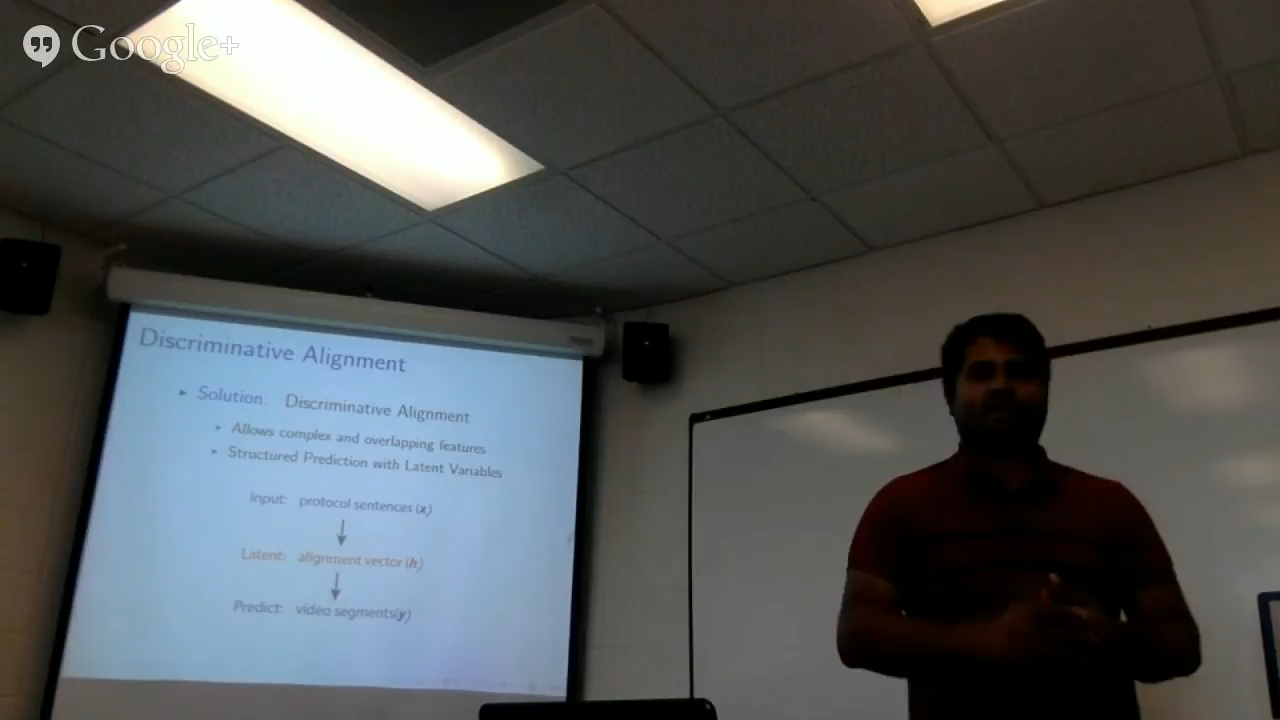 Google+
Discriminative Alignment
Solution: Discriminative Alignment
Allows complex and overlapping features
Structured Prediction with Latent Variables
Input: protocol sentences (x)
Latent: alignment vector (h)
Predict: video segments(y)